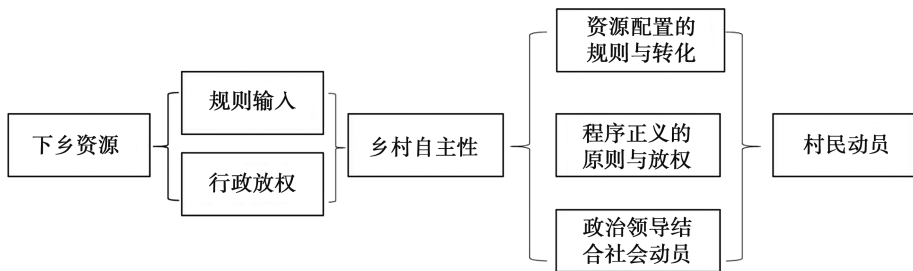 下乡资源
规则输入
行政放权
乡村自主性
资源配置的
规则与转化
程序正义的
原则与放权
政治领导结
合社会动员
村民动员